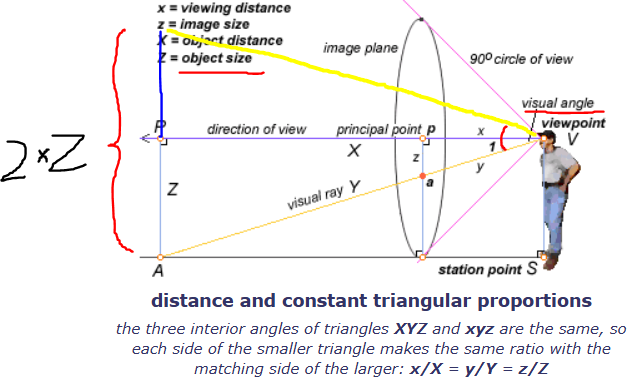 x = viewing distance
z = image size
X = object distance
Z = object size
image plane
90º circle of view
visual angle
viewpoint
P
direction of view
principal point p
x
1
V
2xZ
X
z
y
Z
visual ray Y
a
A
station point S
distance and constant triangular proportions
the three interior angles of triangles XYZ and xyz are the same, so
each side of the smaller triangle makes the same ratio with the
matching side of the larger: x/X = y/Y = z/Z